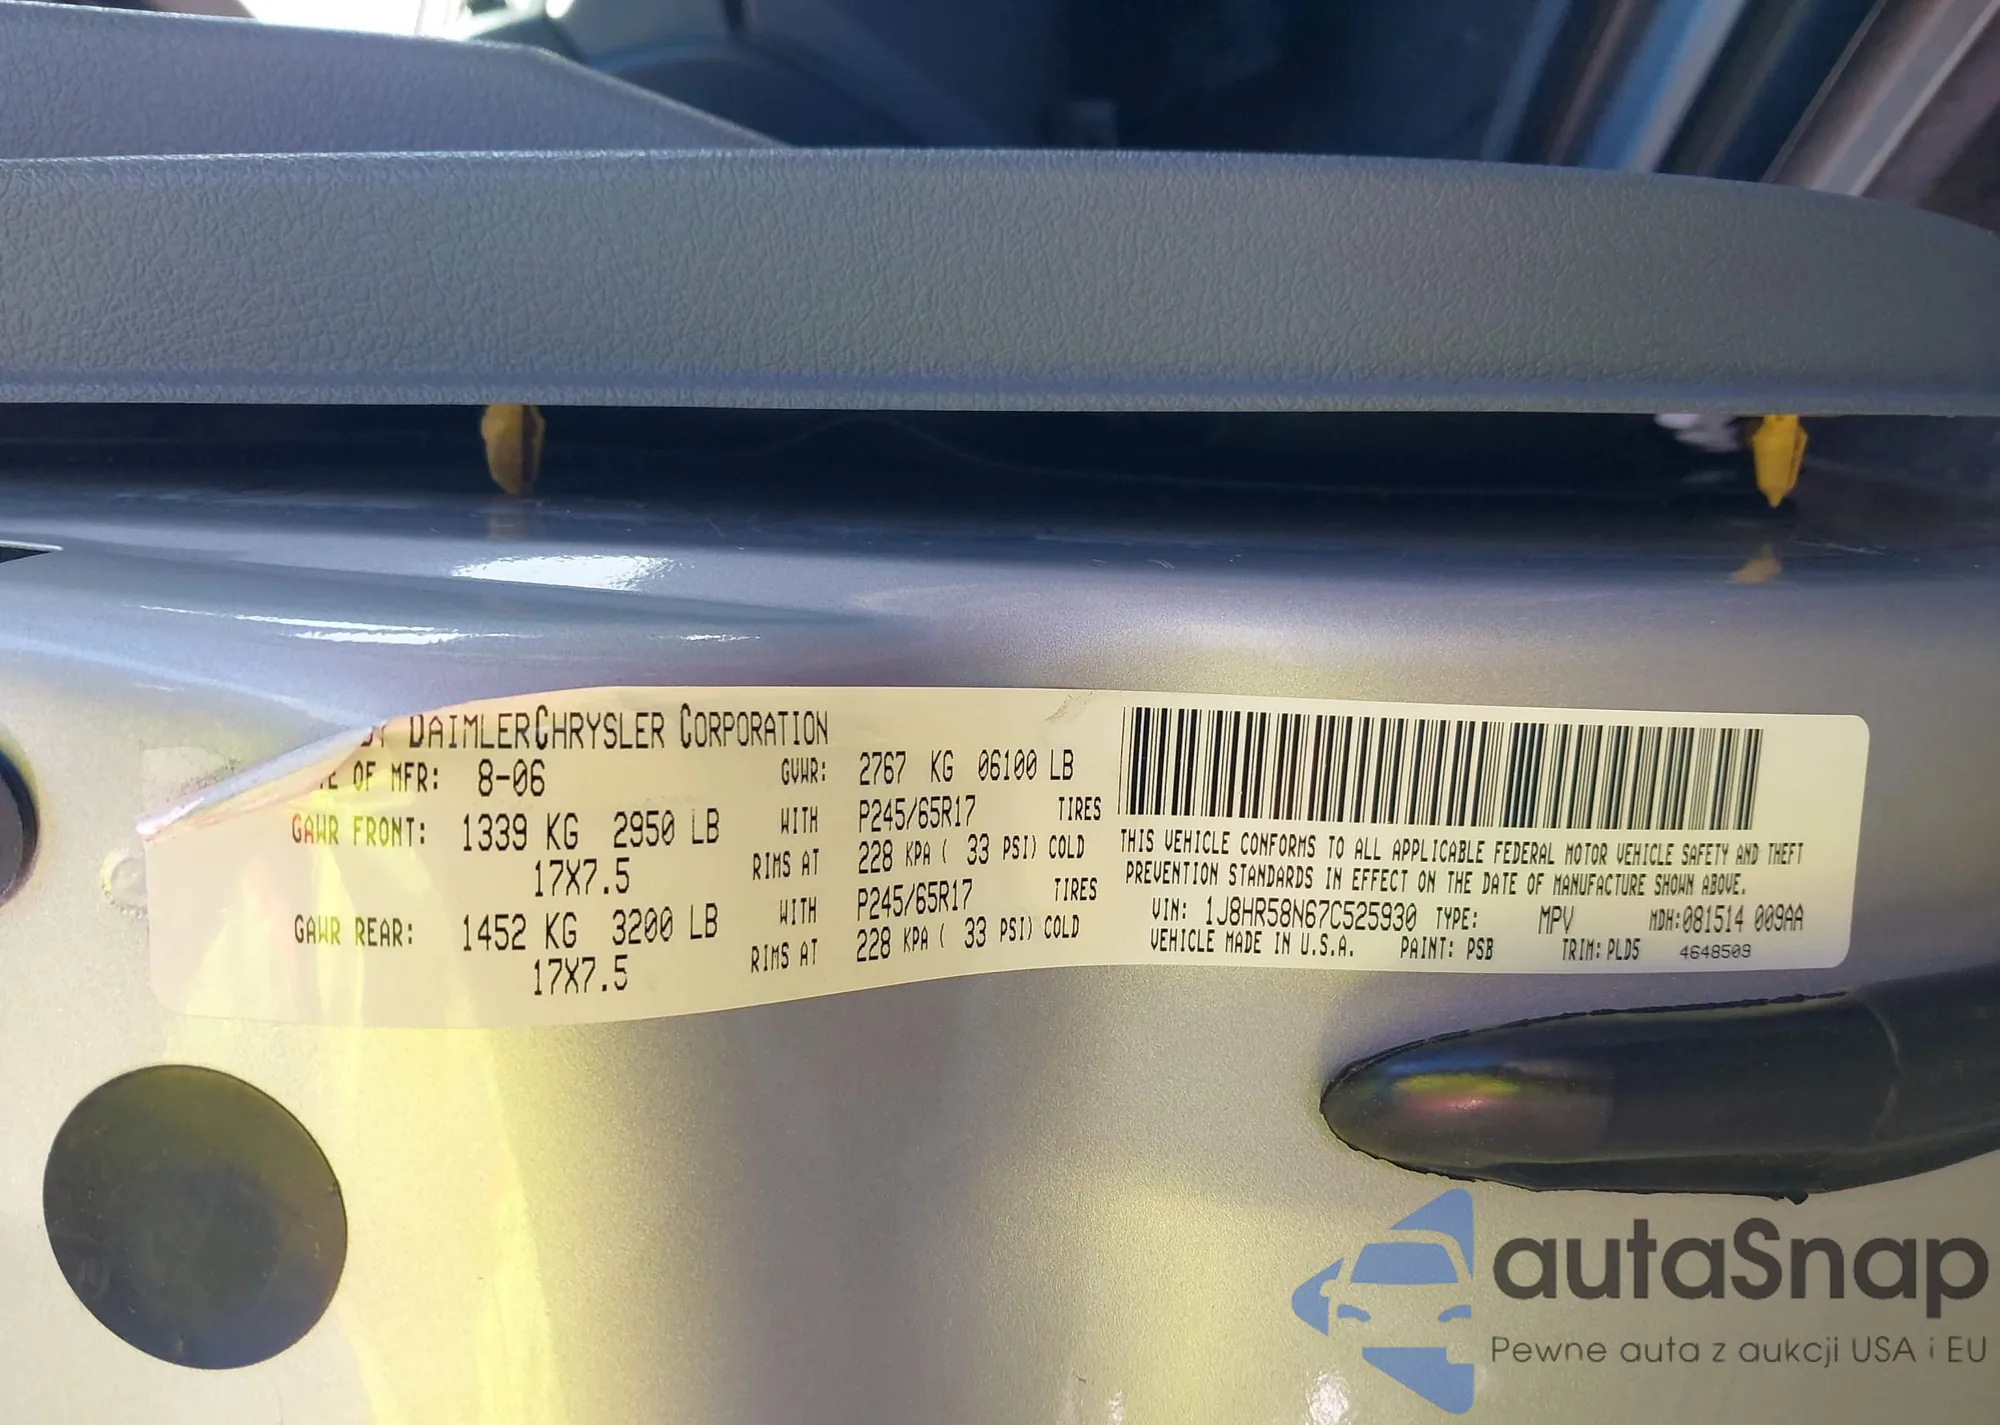 BY DAIMLERCHRYSLER CORPORATION
OF MFR: 8-06 GVWR: 2767 KG 06100 LB
GAWR FRONT: 1339 KG 2950 LB WITH P245/65R17 TIRES
17X7.5 RIMS AT 228 KPA ( 33 PSI) COLD
GAWR REAR: 1452 KG 3200 LB WITH P245/65R17 TIRES
17X7.5 RIMS AT 228 KPA ( 33 PSI) COLD
THIS VEHICLE CONFORMS TO ALL APPLICABLE FEDERAL MOTOR VEHICLE SAFETY AND THEFT
PREVENTION STANDARDS IN EFFECT ON THE DATE OF MANUFACTURE SHOWN ABOVE.
VIN: 1J8HR58N67C525930 TYPE: MPV MDH:081514 009AA
VEHICLE MADE IN U.S.A. PAINT: PSB TRIM: PLD5 4648509
autaSnap
Pewne auta z aukcji USA i EU